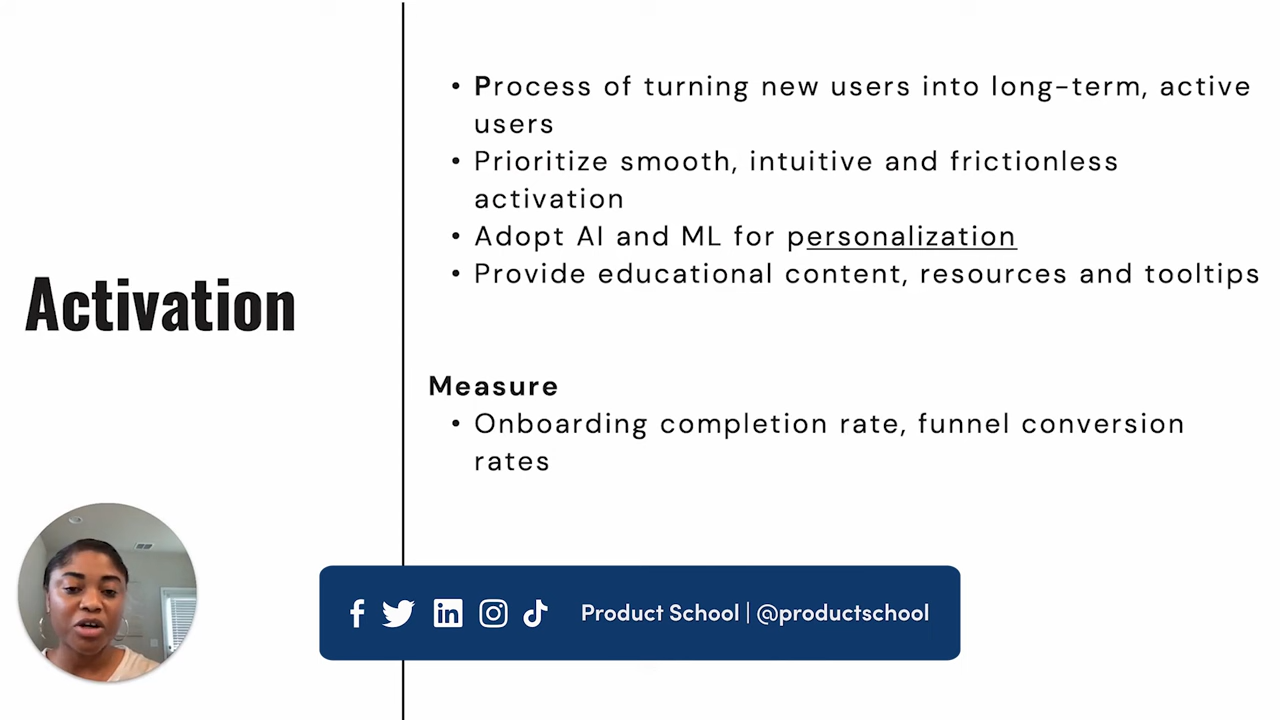 Activation
• Process of turning new users into long-term, active
users
• Prioritize smooth, intuitive and frictionless
activation
• Adopt AI and ML for personalization
• Provide educational content, resources and tooltips
Measure
• Onboarding completion rate, funnel conversion
rates
Product School | @productschool